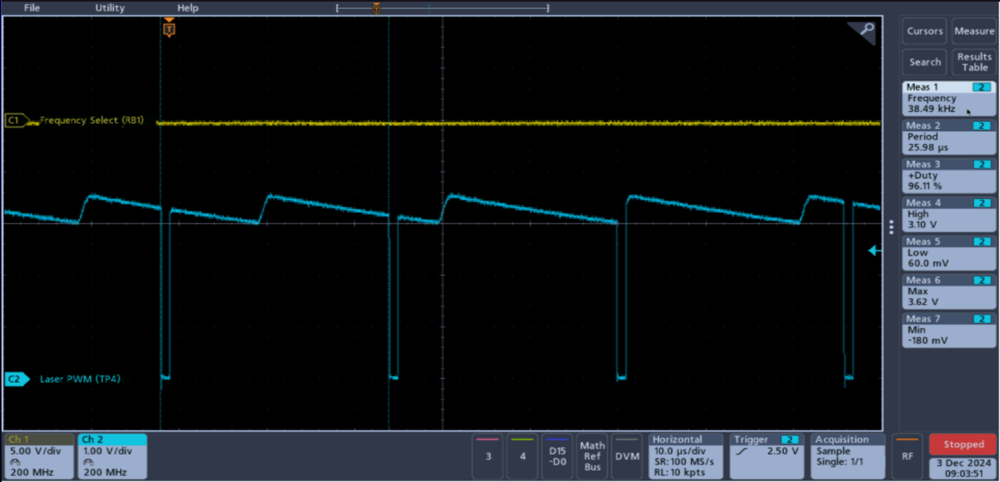 File Utility Help
T
T
Cursors Measure
Search Results Table
Meas 1 2
Frequency
38.49 kHz
Meas 2 2
Period
25.98 µs
Meas 3 2
+Duty
96.11 %
Meas 4 2
High
3.10 V
Meas 5 2
Low
60.0 mV
Meas 6 2
Max
3.62 V
Meas 7 2
Min
-180 mV
C1 Frequency Select (RB1)
C2 Laser PWM (TP4)
Ch 1
5.00 V/div
200 MHz
Ch 2
1.00 V/div
200 MHz
3
4
D15
-D0
Math
Ref
Bus
DVM
Horizontal
10.0 µs/div
SR: 100 MS/s
RL: 10 kpts
Trigger 2
2.50 V
Acquisition
Sample
Single: 1/1
RF
Stopped
3 Dec 2024
09:03:51